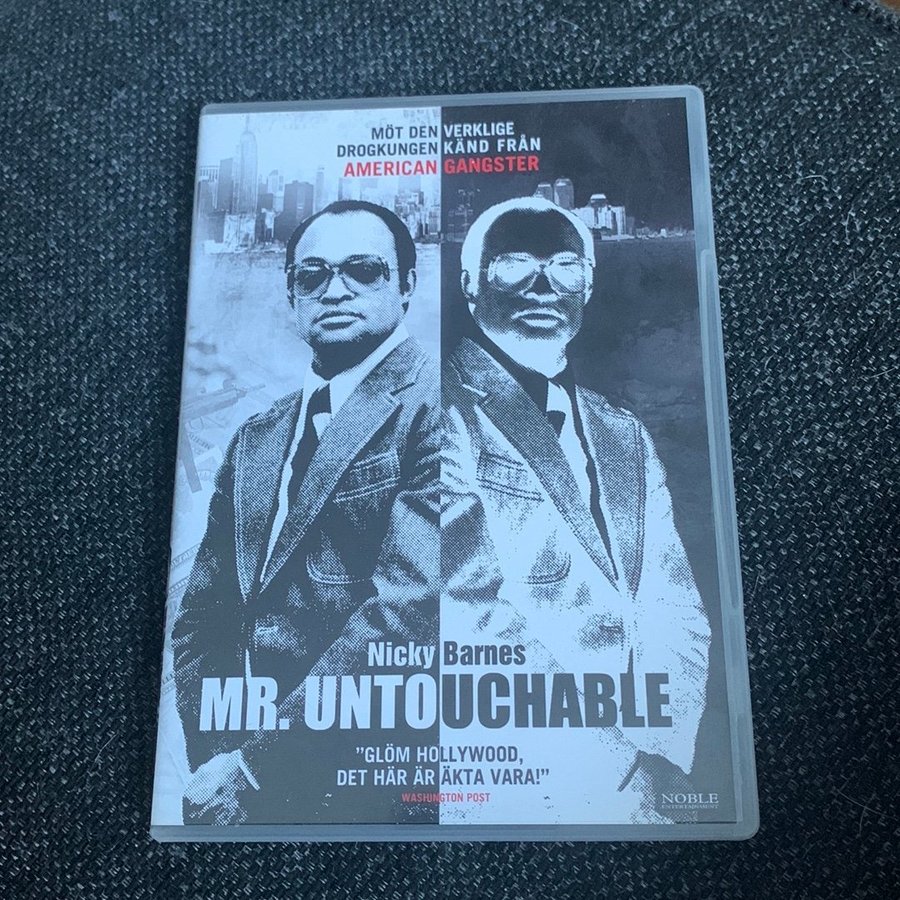 MÖT DEN VERKLIGE
DROGKUNGEN KÄND FRÅN
AMERICAN GANGSTER
Nicky Barnes
MR. UNTOUCHABLE
"GLÖM HOLLYWOOD,
DET HÄR ÄR ÄKTA VARA!"
WASHINGTON POST
NOBLE
ENTERTAINMENT